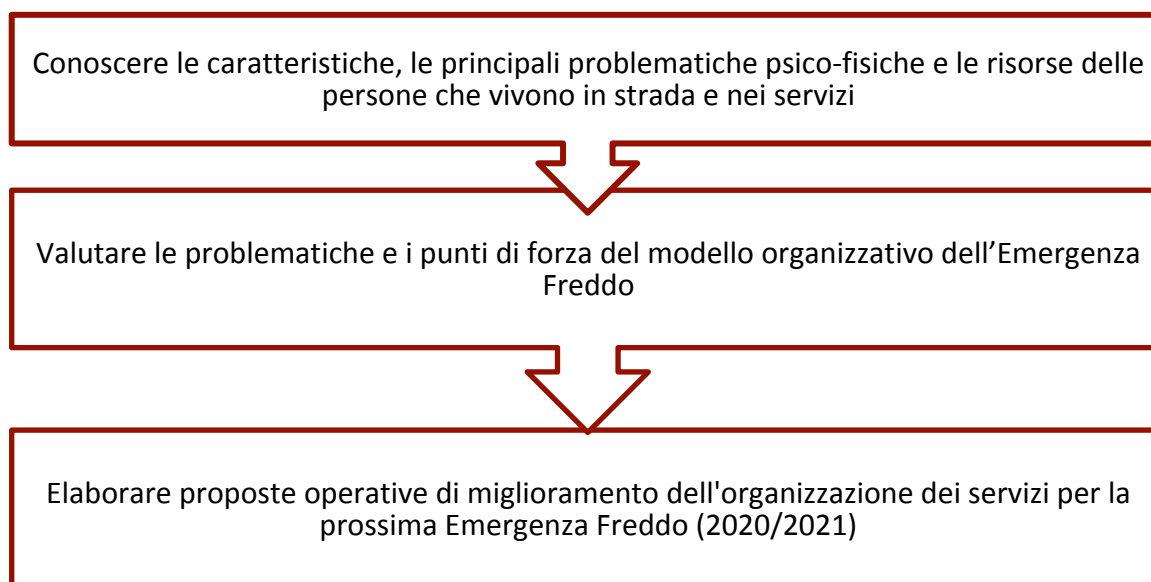 Conoscere le caratteristiche, le principali problematiche psico-fisiche e le risorse delle
persone che vivono in strada e nei servizi
Valutare le problematiche e i punti di forza del modello organizzativo dell’Emergenza
Freddo
Elaborare proposte operative di miglioramento dell'organizzazione dei servizi per la
prossima Emergenza Freddo (2020/2021)